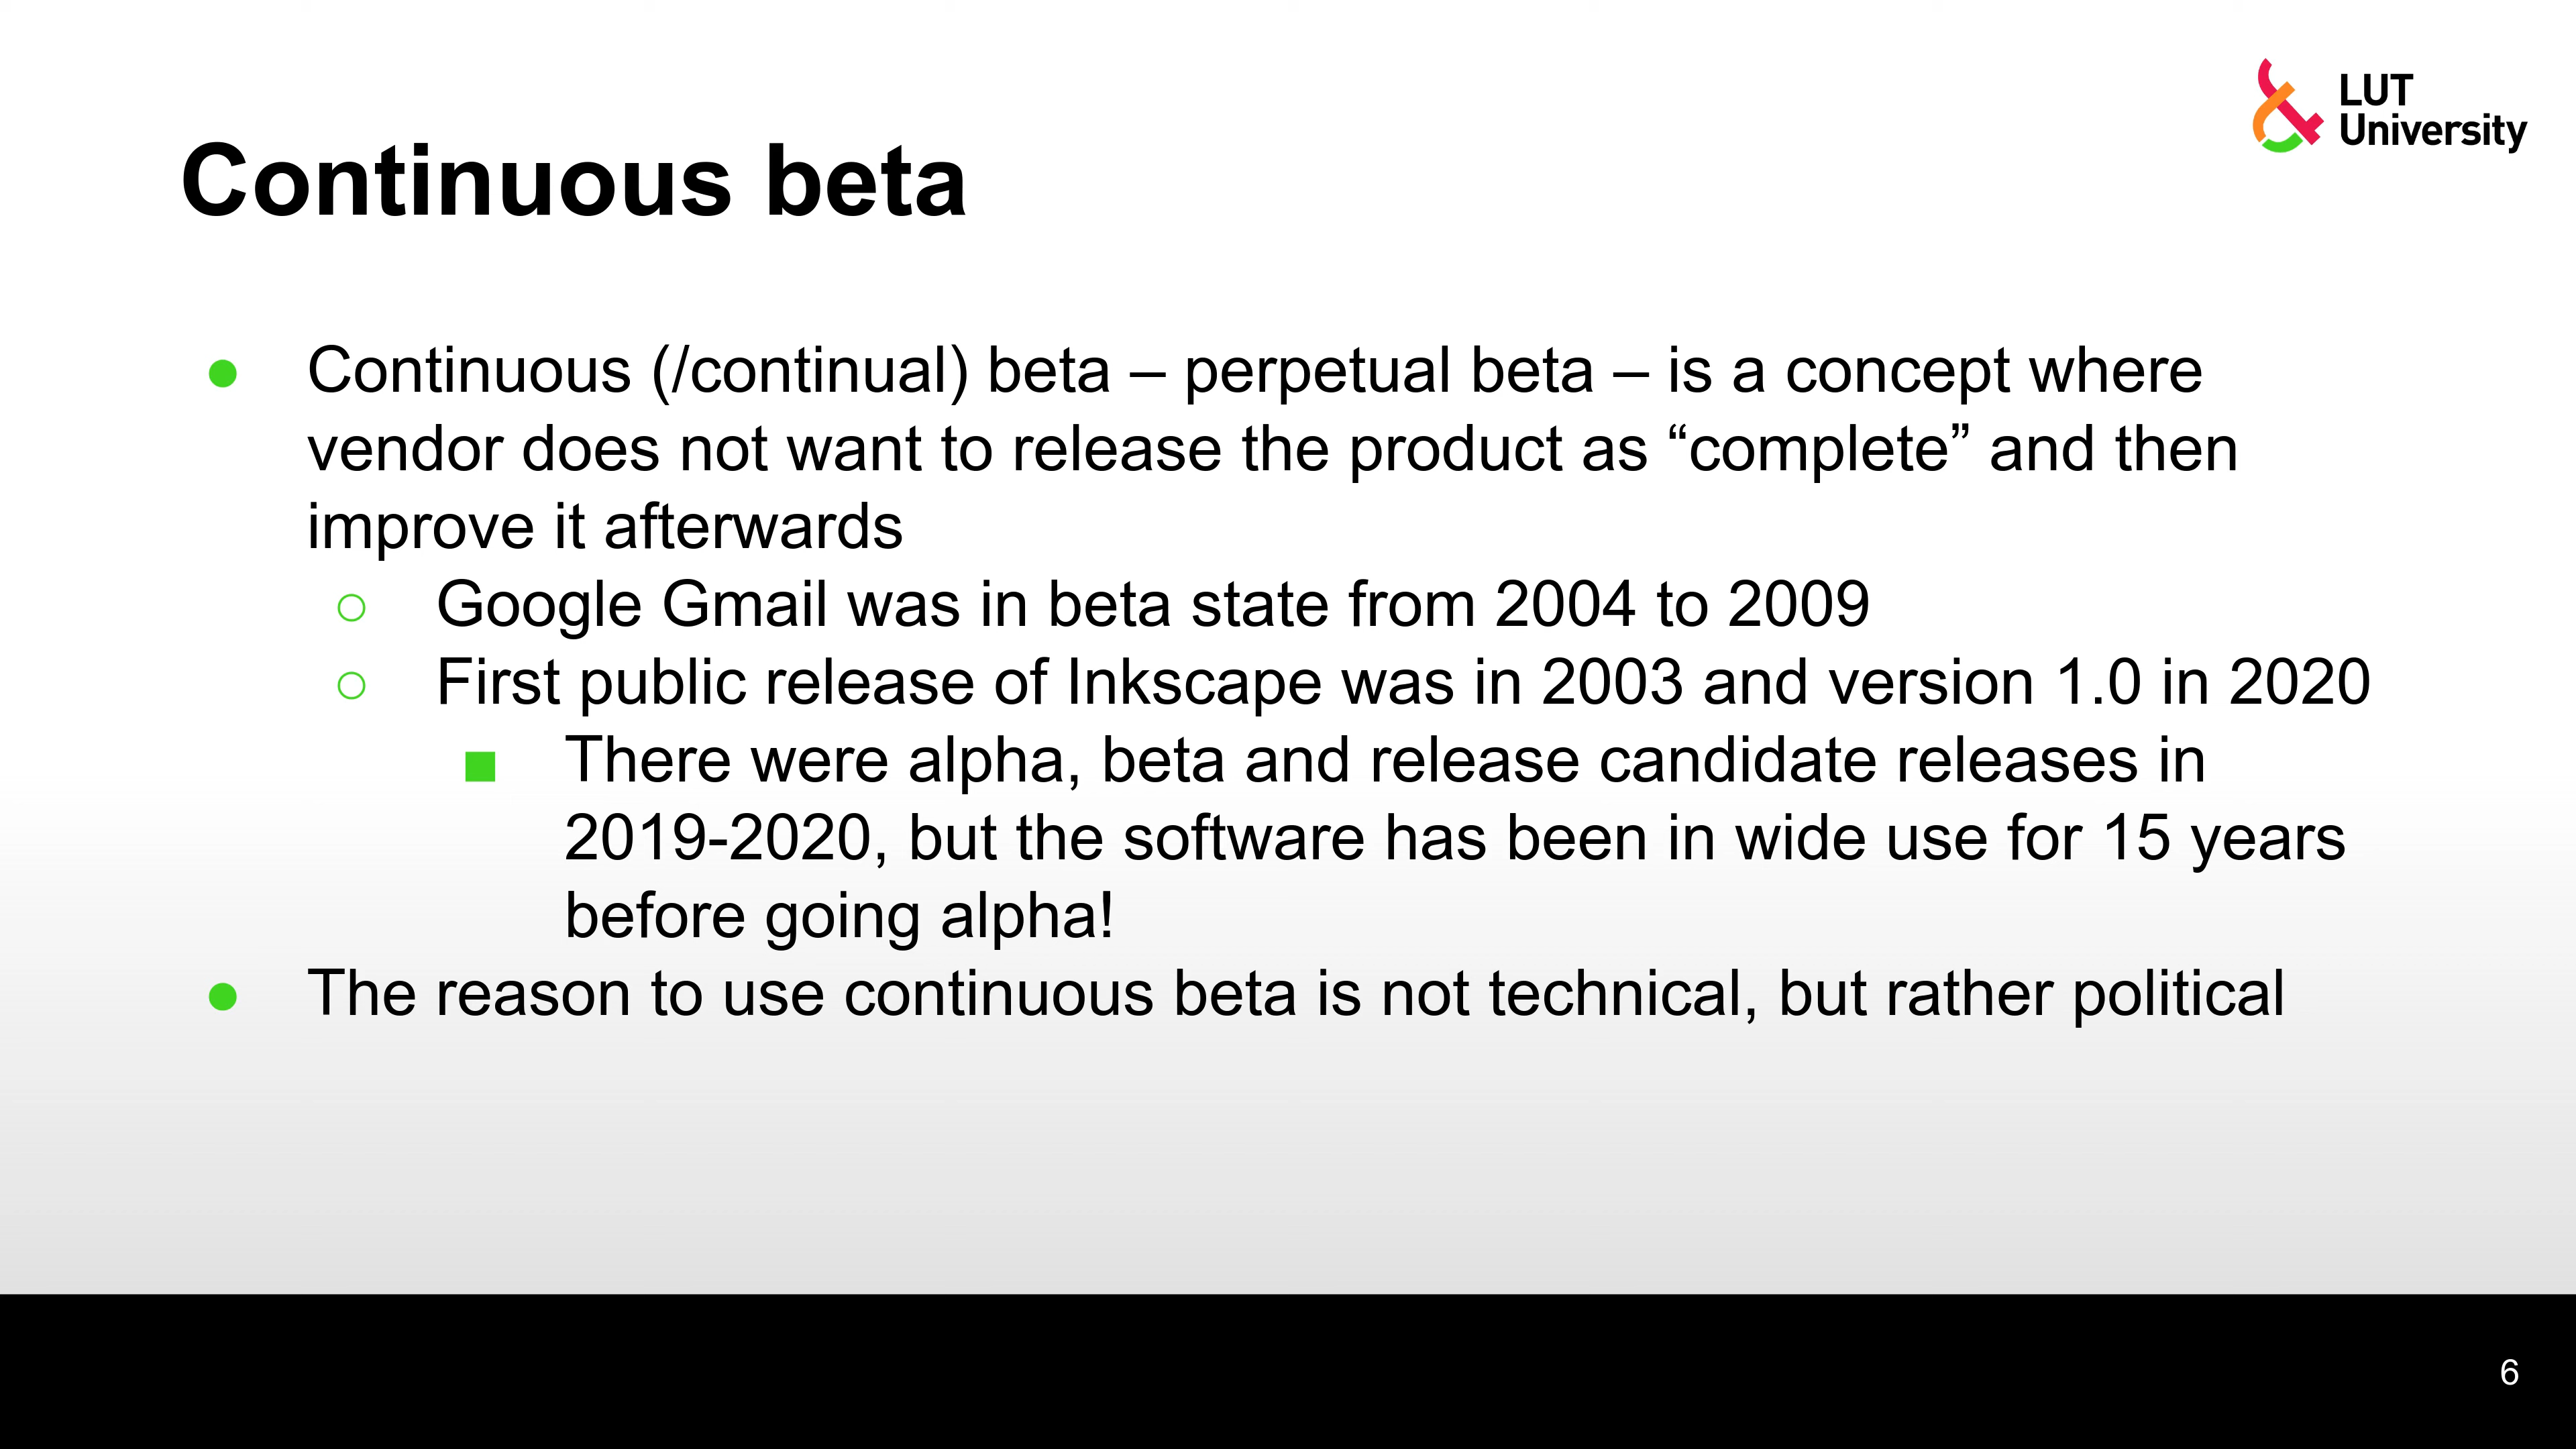 LUT
University
Continuous beta
● Continuous (/continual) beta – perpetual beta – is a concept where
vendor does not want to release the product as “complete” and then
improve it afterwards
○ Google Gmail was in beta state from 2004 to 2009
○ First public release of Inkscape was in 2003 and version 1.0 in 2020
■ There were alpha, beta and release candidate releases in
2019-2020, but the software has been in wide use for 15 years
before going alpha!
● The reason to use continuous beta is not technical, but rather political
6